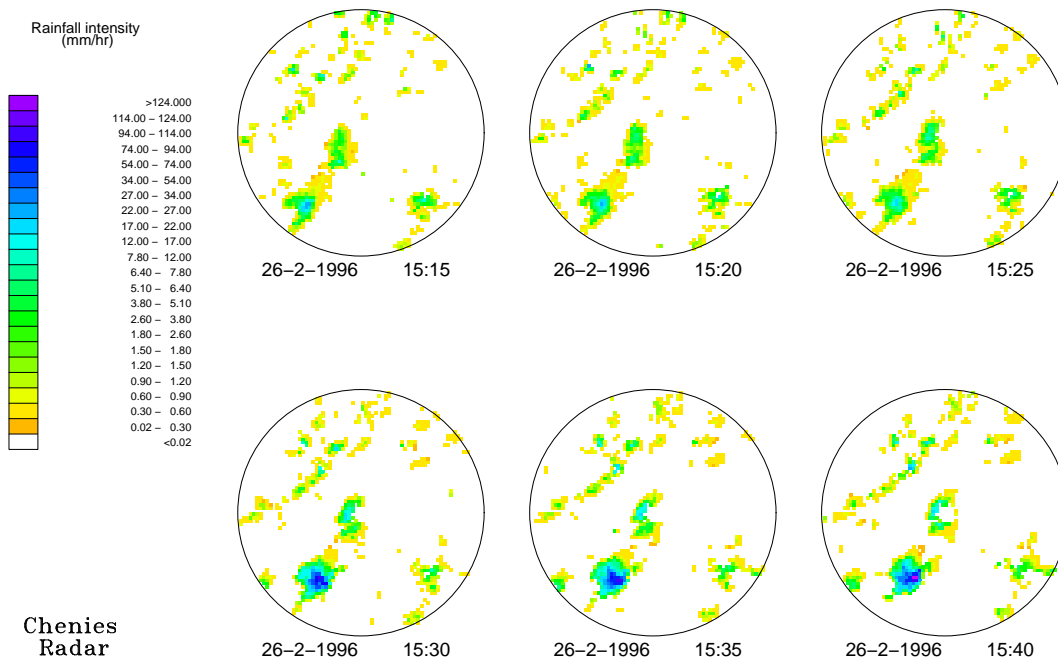 Rainfall intensity
(mm/hr)
>124.000
114.00 – 124.00
94.00 – 114.00
74.00 – 94.00
54.00 – 74.00
34.00 – 54.00
27.00 – 34.00
22.00 – 27.00
17.00 – 22.00
12.00 – 17.00
7.80 – 12.00
6.40 – 7.80
5.10 – 6.40
3.80 – 5.10
2.60 – 3.80
1.80 – 2.60
1.50 – 1.80
1.20 – 1.50
0.90 – 1.20
0.60 – 0.90
0.30 – 0.60
0.02 – 0.30
<0.02
26–2–1996 15:15
26–2–1996 15:20
26–2–1996 15:25
26–2–1996 15:30
26–2–1996 15:35
26–2–1996 15:40
Chenies
Radar